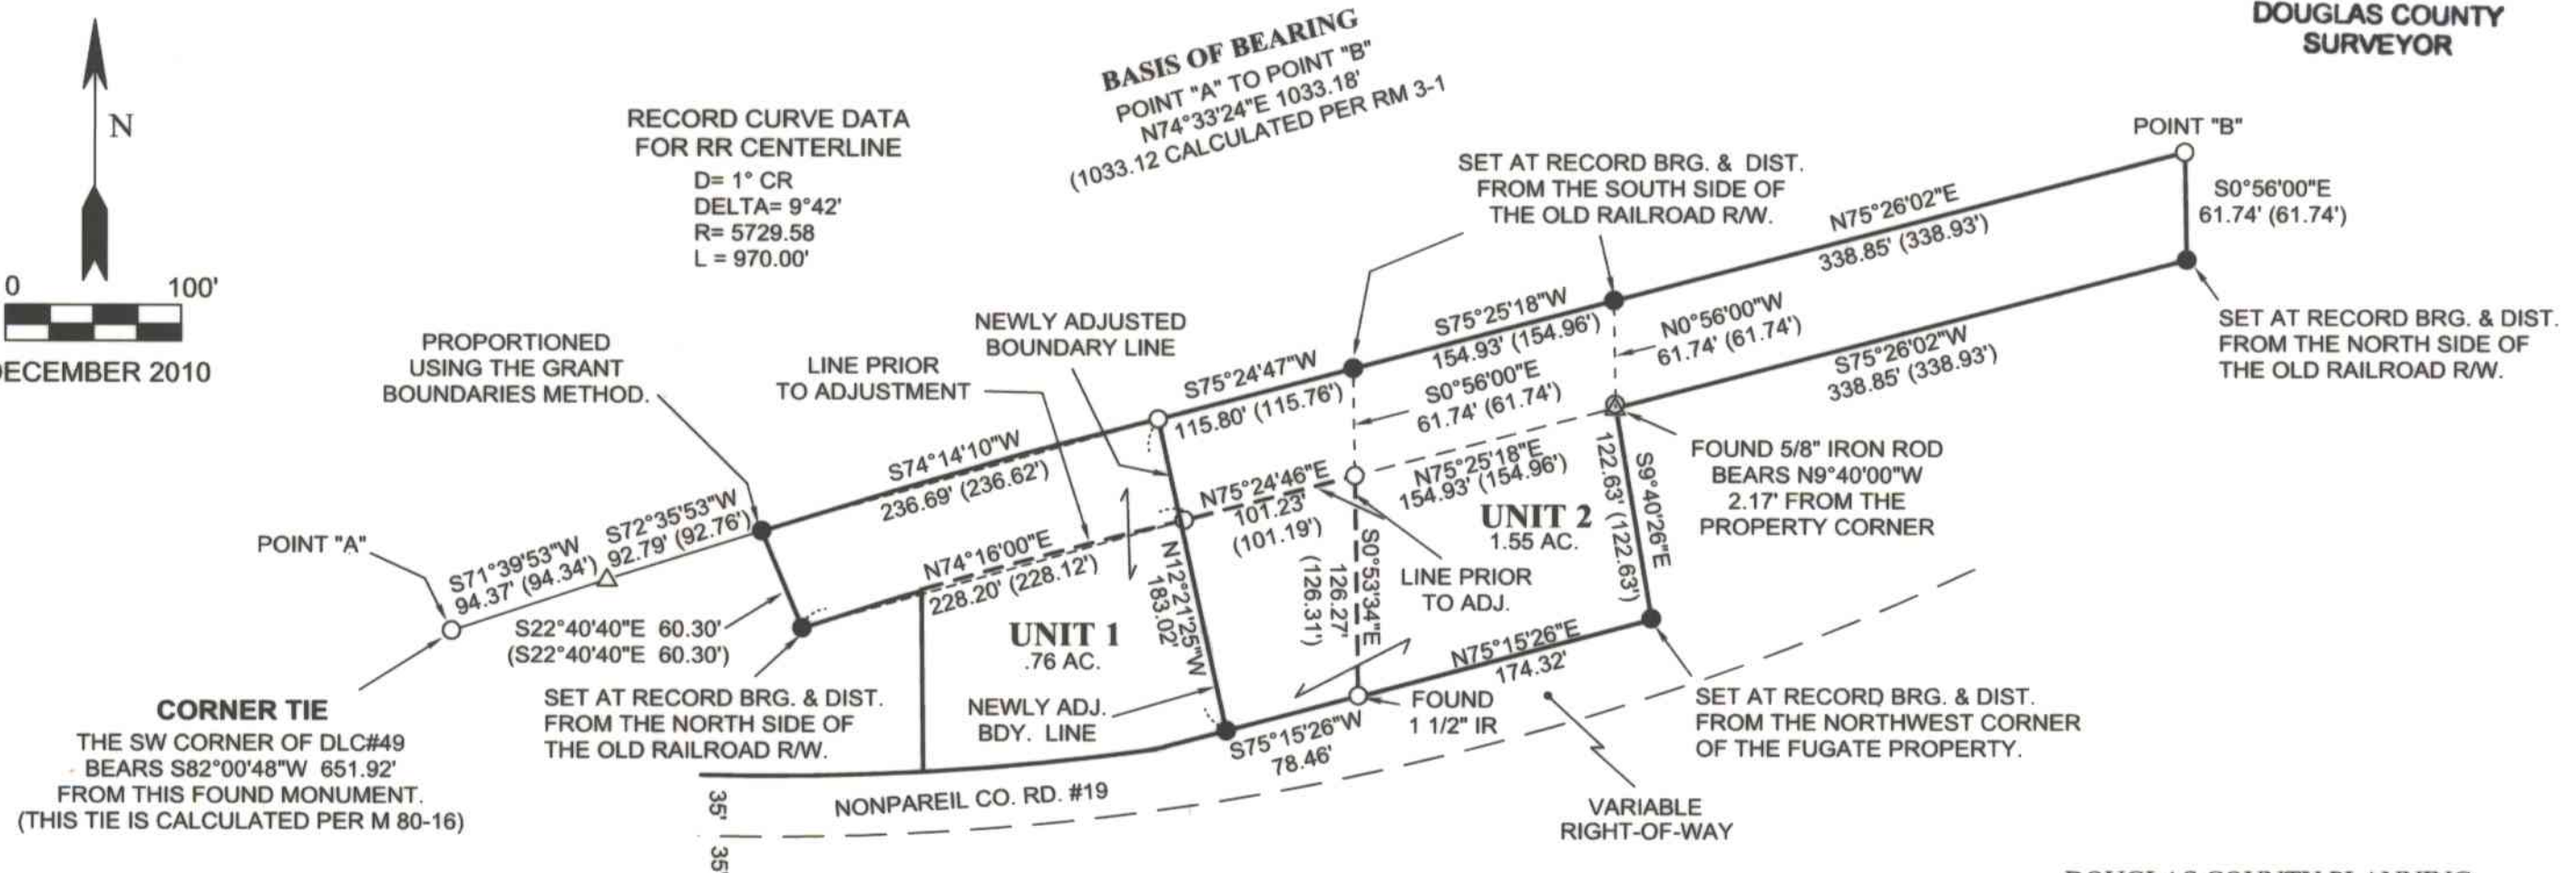 DOUGLAS COUNTY
SURVEYOR
N
0 100'
DECEMBER 2010
RECORD CURVE DATA
FOR RR CENTERLINE
D= 1° CR
DELTA= 9°42'
R= 5729.58
L = 970.00'
BASIS OF BEARING
POINT "A" TO POINT "B"
N74°33'24"E 1033.18'
(1033.12 CALCULATED PER RM 3-1
SET AT RECORD BRG. & DIST.
FROM THE SOUTH SIDE OF
THE OLD RAILROAD R/W.
POINT "B"
S0°56'00"E
61.74' (61.74')
N75°26'02"E
338.85' (338.93')
SET AT RECORD BRG. & DIST.
FROM THE NORTH SIDE OF
THE OLD RAILROAD R/W.
N0°56'00"W
61.74' (61.74')
S75°26'02"W
338.85' (338.93')
S75°25'18"W
154.93' (154.96')
S0°56'00"E
61.74' (61.74')
S75°24'47"W
115.80' (115.76')
NEWLY ADJUSTED
BOUNDARY LINE
LINE PRIOR
TO ADJUSTMENT
PROPORTIONED
USING THE GRANT
BOUNDARIES METHOD.
S74°14'10"W
236.69' (236.62')
S72°35'53"W
92.79' (92.76')
S71°39'53"W
94.37' (94.34')
POINT "A"
N75°24'46"E
101.23'
(101.19')
N75°25'18"E
154.93' (154.96')
UNIT 2
1.55 AC.
FOUND 5/8" IRON ROD
BEARS N9°40'00"W
2.17' FROM THE
PROPERTY CORNER
S9°40'26"E
122.63' (122.63')
N74°16'00"E
228.20' (228.12')
N12°21'25"W
183.02'
S0°53'34"E
126.27'
(126.31')
LINE PRIOR
TO ADJ.
UNIT 1
.76 AC.
S22°40'40"E 60.30'
(S22°40'40"E 60.30')
CORNER TIE
THE SW CORNER OF DLC#49
BEARS S82°00'48"W 651.92'
FROM THIS FOUND MONUMENT.
(THIS TIE IS CALCULATED PER M 80-16)
SET AT RECORD BRG. & DIST.
FROM THE NORTH SIDE OF
THE OLD RAILROAD R/W.
NEWLY ADJ.
BDY. LINE
N75°15'26"E
174.32'
S75°15'26"W
78.46'
FOUND
1 1/2" IR
SET AT RECORD BRG. & DIST.
FROM THE NORTHWEST CORNER
OF THE FUGATE PROPERTY.
NONPAREIL CO. RD. #19
35'
35'
VARIABLE
RIGHT-OF-WAY
DOUGLAS COUNTY PLANNING